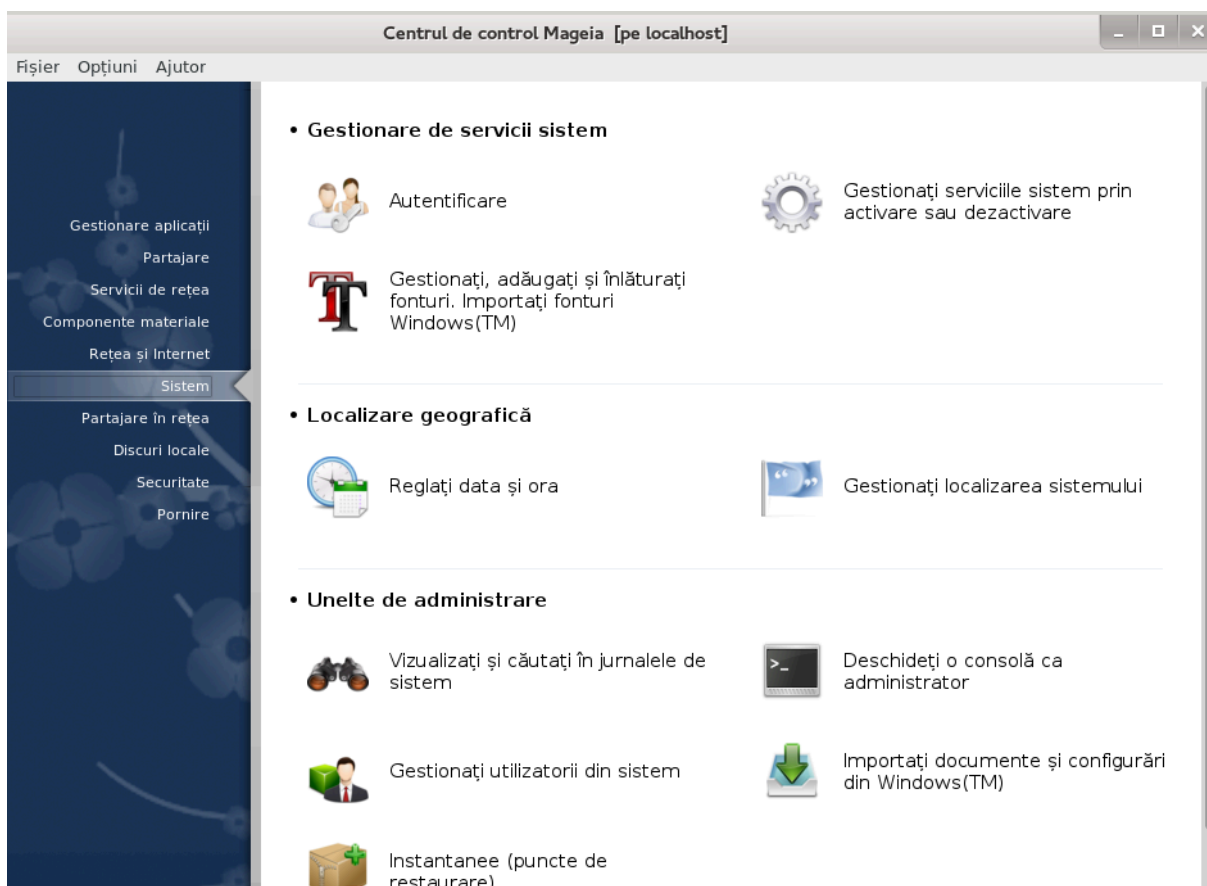 Centrul de control Mageia [pe localhost]
Fișier Opțiuni Ajutor
Gestionare aplicații
Partajare
Servicii de rețea
Componente materiale
Rețea și Internet
Sistem
Partajare în rețea
Discuri locale
Securitate
Pornire
• Gestionare de servicii sistem
Autentificare
Gestionați serviciile sistem prin
activare sau dezactivare
Gestionați, adăugați și înlăturați
fonturi. Importați fonturi
Windows(TM)
• Localizare geografică
Reglați data și ora
Gestionați localizarea sistemului
• Unelte de administrare
Vizualizați și căutați în jurnalele de
sistem
Deschideți o consolă ca
administrator
Gestionați utilizatorii din sistem
Importați documente și configurări
din Windows(TM)
Instantanee (puncte de
restaurare)